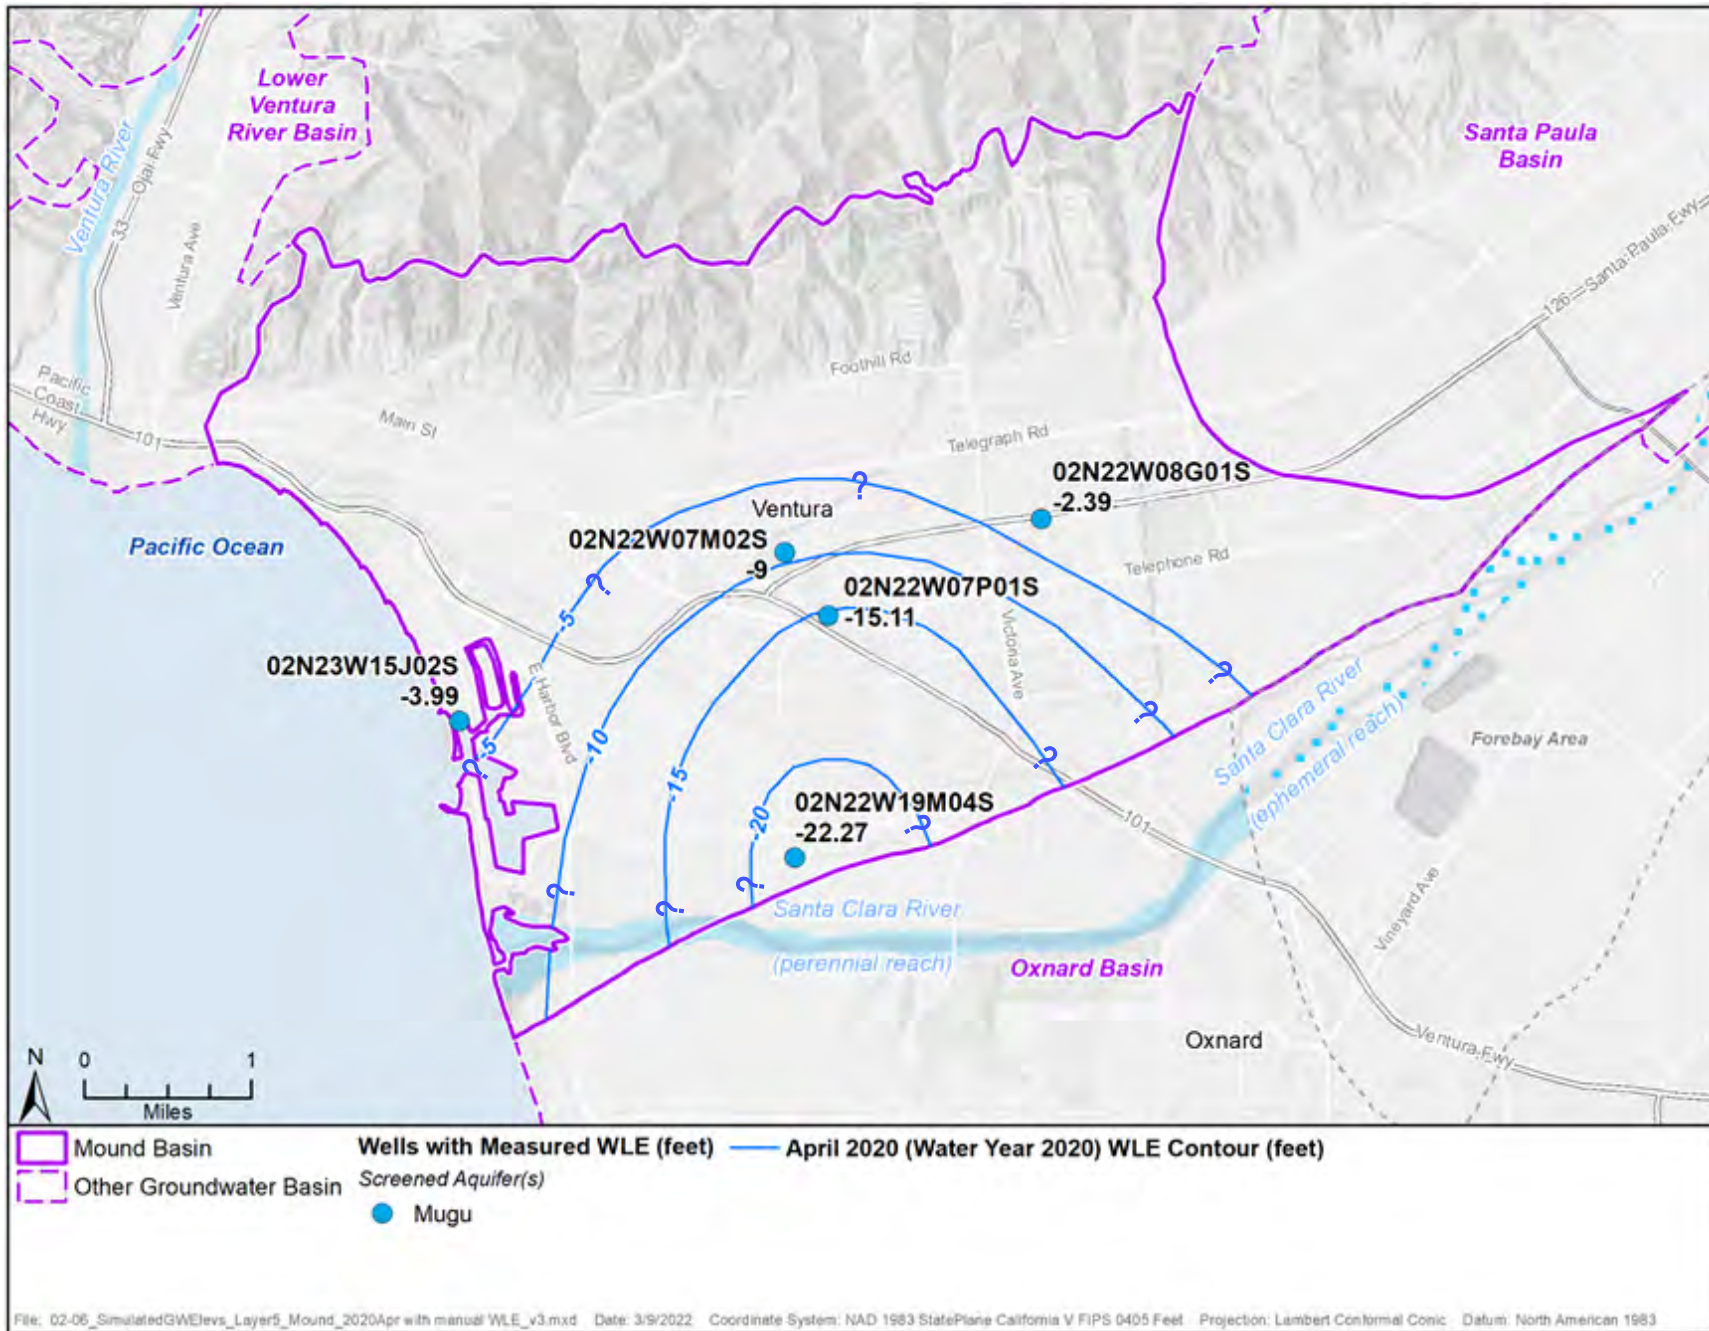 Lower
Ventura
River Basin
Santa Paula
Basin
Ventura River
33
Ojai Fwy
Ventura Ave
126
Santa Paula Fwy
Foothill Rd
Pacific
Coast
Hwy
101
Main St
Telegraph Rd
02N22W08G01S
-2.39
?
Ventura
Pacific Ocean
02N22W07M02S
-9
Telephone Rd
?
02N22W07P01S
-15.11
-5
Victoria Ave
02N23W15J02S
-3.99
E Harbor Blvd
?
Santa Clara River
(ephemeral reach)
?
-5
?
-10
?
Forebay Area
-15
02N22W19M04S
-22.27
-20
?
101
?
?
?
Vineyard Ave
Santa Clara River
(perennial reach)
Oxnard Basin
Oxnard
Ventura Fwy
N
0 1
Miles
Mound Basin
Other Groundwater Basin
Wells with Measured WLE (feet)
Screened Aquifer(s)
Mugu
April 2020 (Water Year 2020) WLE Contour (feet)
File: 02-06_SimulatedGWElevs_Layer5_Mound_2020Apr with manual WLE_v3.mxd Date: 3/9/2022 Coordinate System: NAD 1983 StatePlane California V FIPS 0405 Feet Projection: Lambert Conformal Conic Datum: North American 1983